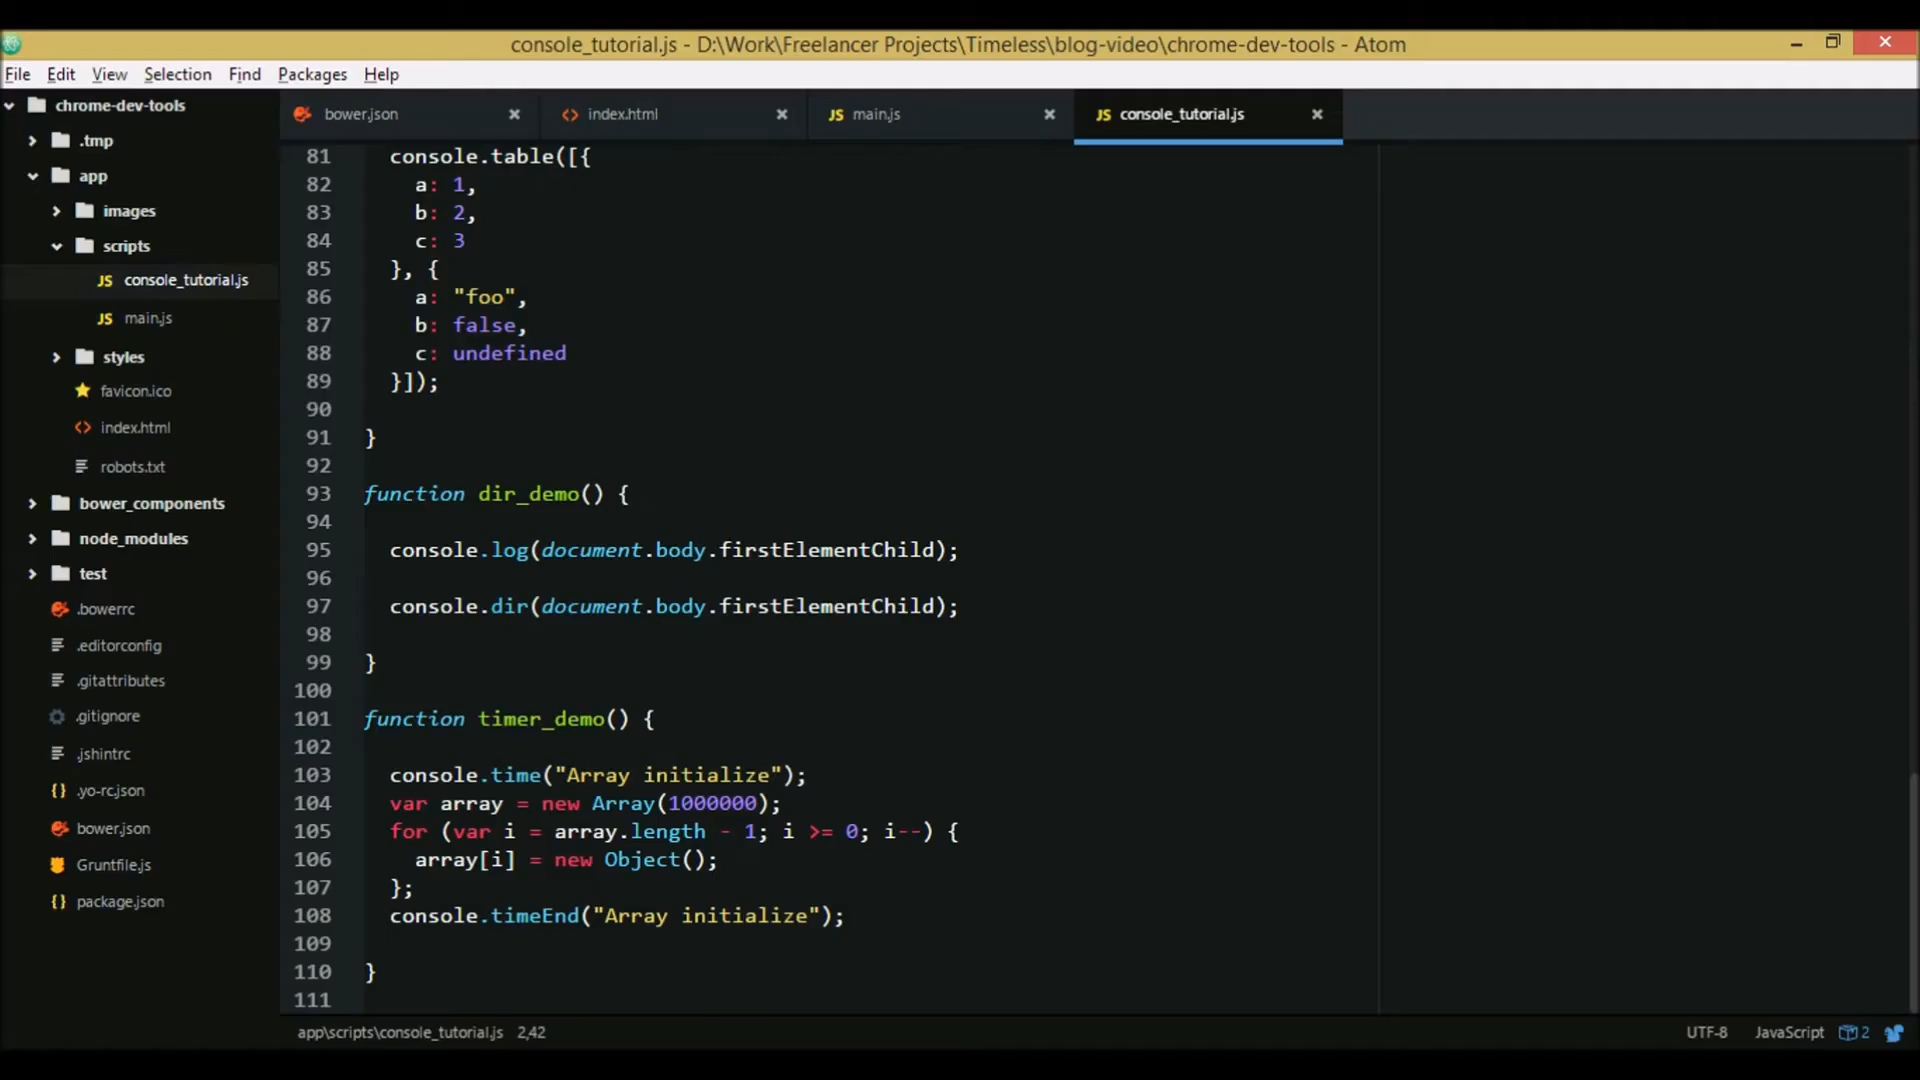 console_tutorial.js - D:\Work\Freelancer Projects\Timeless\blog-video\chrome-dev-tools - Atom
File Edit View Selection Find Packages Help
chrome-dev-tools
.tmp
app
images
scripts
console_tutorial.js
main.js
styles
favicon.ico
index.html
robots.txt
bower_components
node_modules
test
.bowerrc
.editorconfig
.gitattributes
.gitignore
.jshintrc
.yo-rc.json
bower.json
Gruntfile.js
package.json
bower.json index.html JS main.js JS console_tutorial.js
81 console.table([{
82 a: 1,
83 b: 2,
84 c: 3
85 }, {
86 a: "foo",
87 b: false,
88 c: undefined
89 }]);
90
91 }
92
93 function dir_demo() {
94
95 console.log(document.body.firstElementChild);
96
97 console.dir(document.body.firstElementChild);
98
99 }
100
101 function timer_demo() {
102
103 console.time("Array initialize");
104 var array = new Array(1000000);
105 for (var i = array.length - 1; i >= 0; i--) {
106 array[i] = new Object();
107 };
108 console.timeEnd("Array initialize");
109
110 }
111
app\scripts\console_tutorial.js 2,42 UTF-8 JavaScript 2